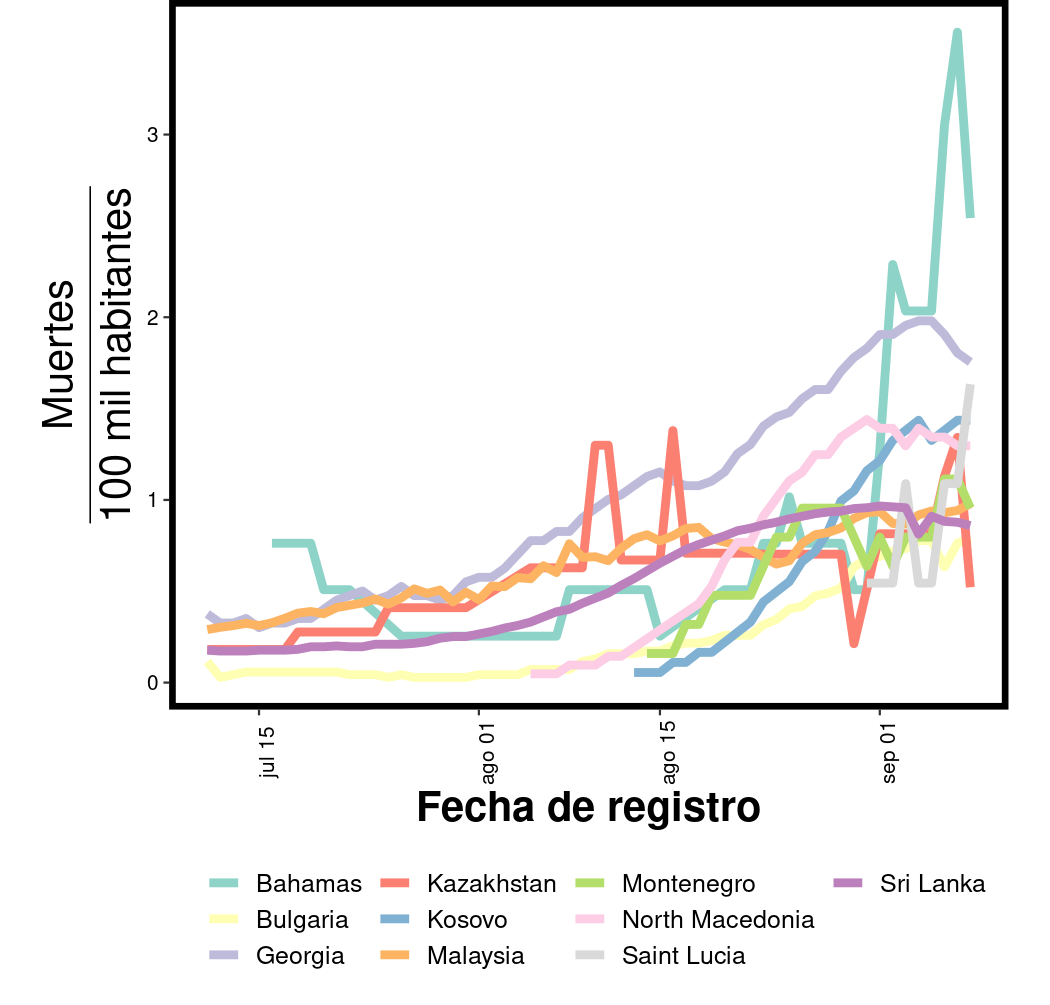 Muertes
100 mil habitantes
3
2
1
0
jul 15
ago 01
ago 15
sep 01
Fecha de registro
Bahamas Kazakhstan Montenegro Sri Lanka
Bulgaria Kosovo North Macedonia
Georgia Malaysia Saint Lucia